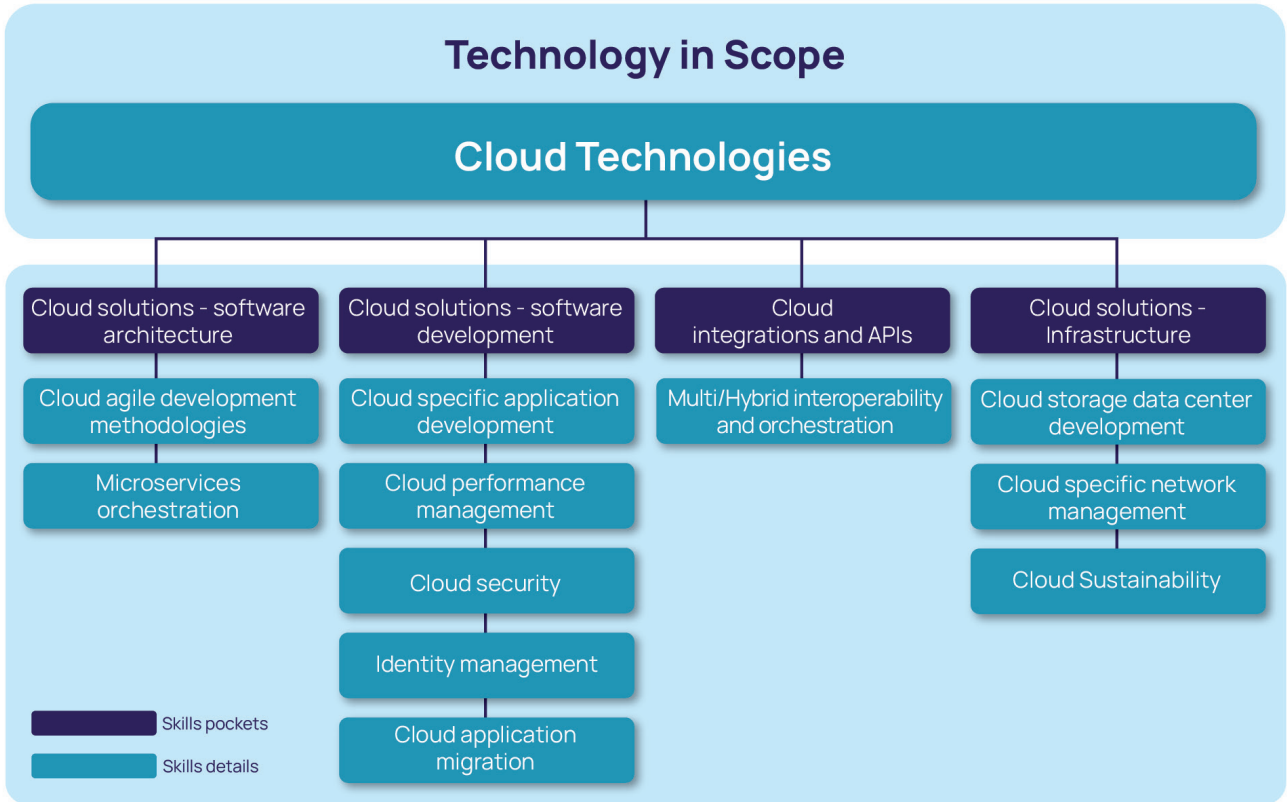 Technology in Scope
Cloud Technologies
Cloud solutions - software
architecture
Cloud agile development
methodologies
Microservices
orchestration
Cloud solutions - software
development
Cloud specific application
development
Cloud performance
management
Cloud security
Identity management
Cloud application
migration
Cloud
integrations and APIs
Multi/Hybrid interoperability
and orchestration
Cloud solutions -
Infrastructure
Cloud storage data center
development
Cloud specific network
management
Cloud Sustainability
Skills pockets
Skills details